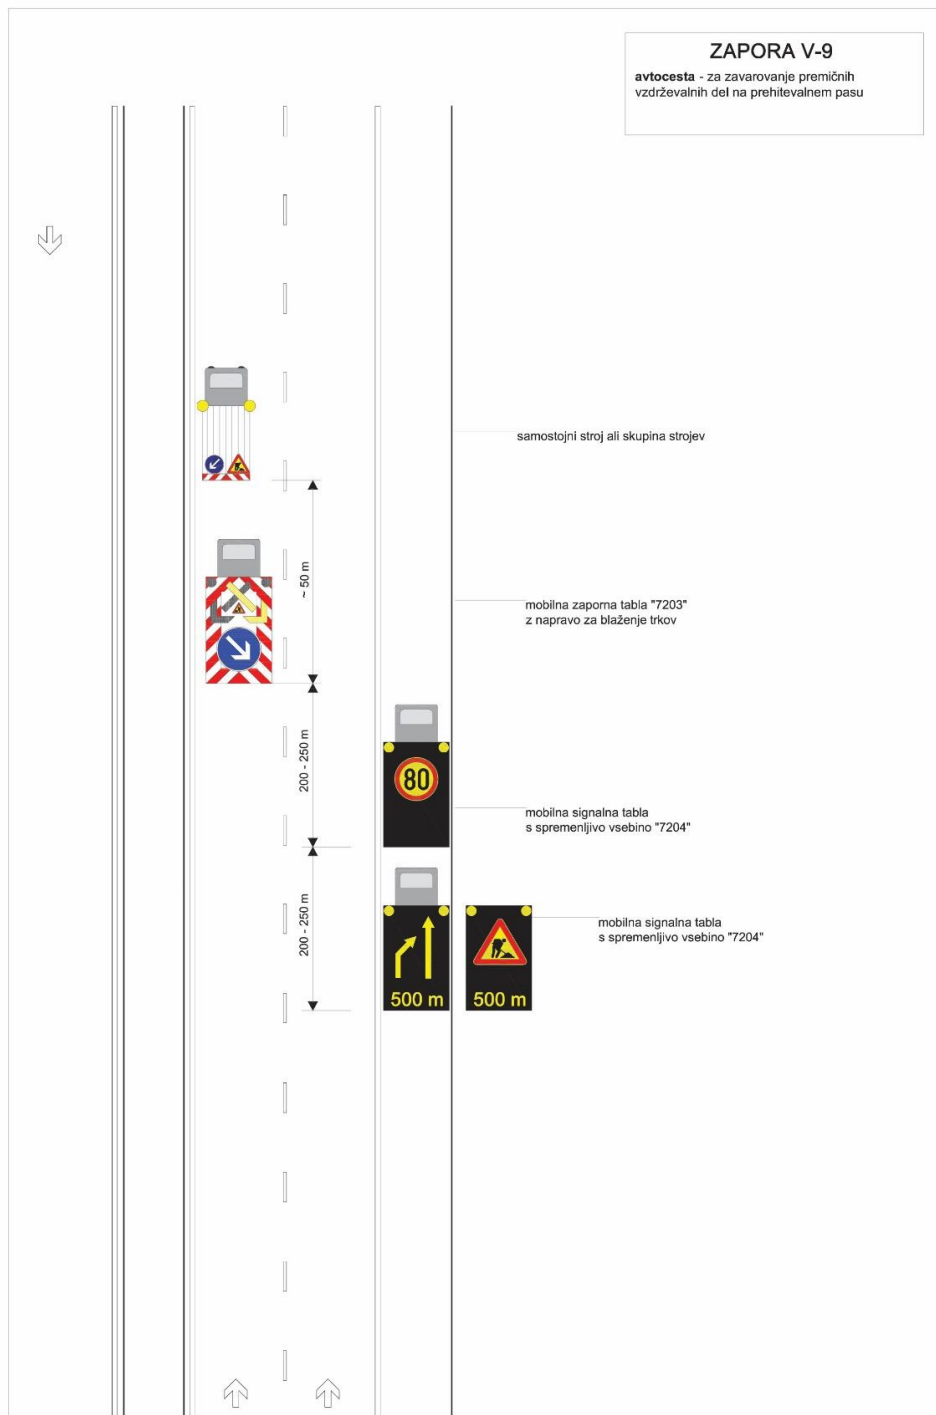 ZAPORA V-9
avtocesta - za zavarovanje premičnih
vzdrževalnih del na prehitevalnem pasu
samostojni stroj ali skupina strojev
~ 50 m
mobilna zaporna tabla "7203"
z napravo za blaženje trkov
200 - 250 m
80
mobilna signalna tabla
s spremenljivo vsebino "7204"
200 - 250 m
mobilna signalna tabla
s spremenljivo vsebino "7204"
500 m
500 m